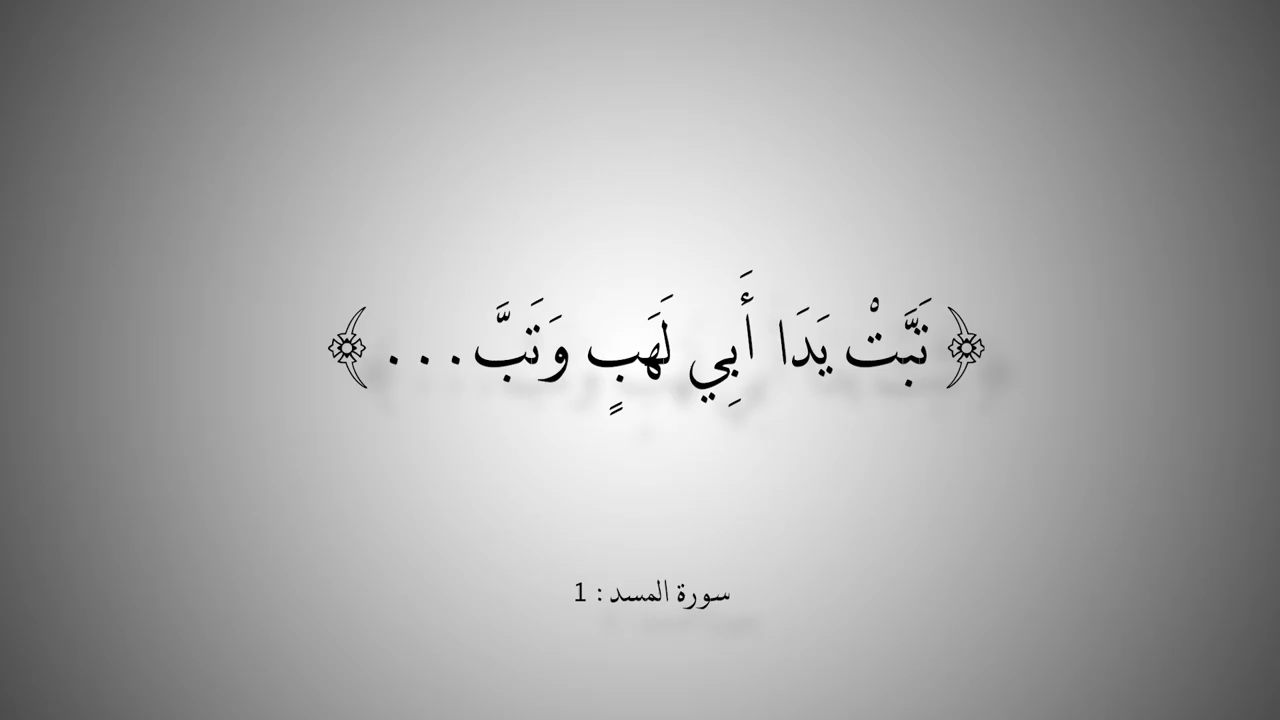 ﴿تَبَّتْ يَدَا أَبِي لَهَبٍ وَتَبَّ...﴾
سورة المسد : 1